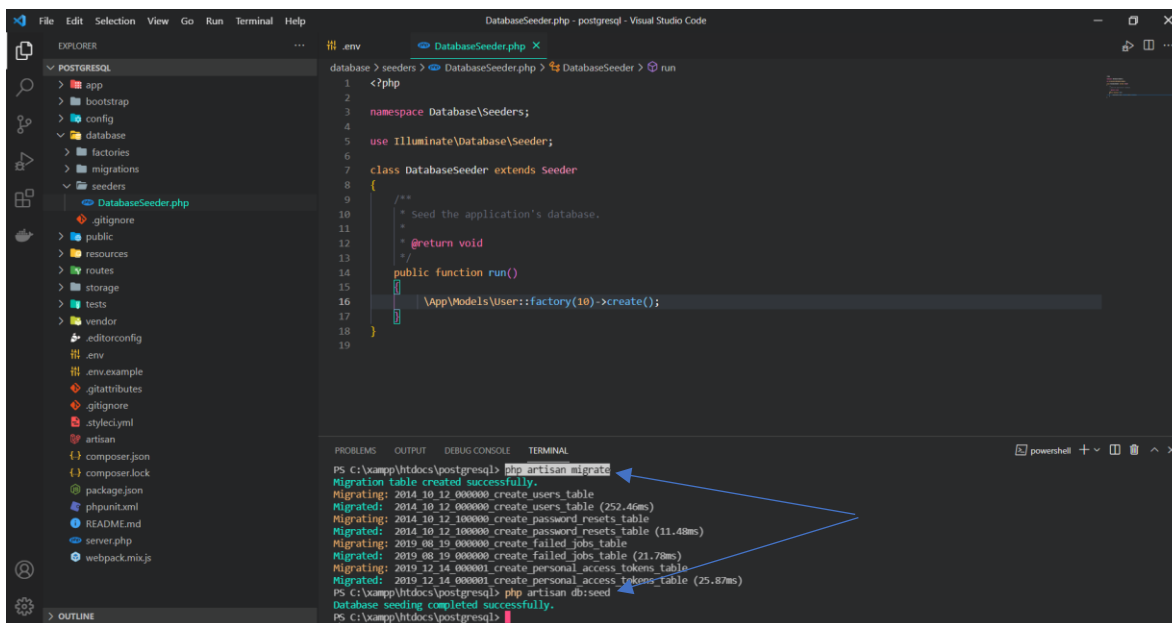 File Edit Selection View Go Run Terminal Help
DatabaseSeeder.php - postgresql - Visual Studio Code
EXPLORER
POSTGRESQL
app
bootstrap
config
database
factories
migrations
seeders
DatabaseSeeder.php
.gitignore
public
resources
routes
storage
tests
vendor
.editorconfig
.env
.env.example
.gitattributes
.gitignore
.styleci.yml
artisan
composer.json
composer.lock
package.json
phpunit.xml
README.md
server.php
webpack.mix.js
OUTLINE
.env DatabaseSeeder.php
database > seeders > DatabaseSeeder.php > DatabaseSeeder > run
1 <?php
2
3 namespace Database\Seeders;
4
5 use Illuminate\Database\Seeder;
6
7 class DatabaseSeeder extends Seeder
8 {
9 /**
10 * Seed the application's database.
11 *
12 * @return void
13 */
14 public function run()
15 {
16 \App\Models\User::factory(10)->create();
17 }
18 }
19
PROBLEMS OUTPUT DEBUG CONSOLE TERMINAL
powershell
PS C:\xampp\htdocs\postgresql> php artisan migrate
Migration table created successfully.
Migrating: 2014_10_12_000000_create_users_table
Migrated: 2014_10_12_000000_create_users_table (252.46ms)
Migrating: 2014_10_12_100000_create_password_resets_table
Migrated: 2014_10_12_100000_create_password_resets_table (11.48ms)
Migrating: 2019_08_19_000000_create_failed_jobs_table
Migrated: 2019_08_19_000000_create_failed_jobs_table (21.78ms)
Migrating: 2019_12_14_000001_create_personal_access_tokens_table
Migrated: 2019_12_14_000001_create_personal_access_tokens_table (25.87ms)
PS C:\xampp\htdocs\postgresql> php artisan db:seed
Database seeding completed successfully.
PS C:\xampp\htdocs\postgresql>